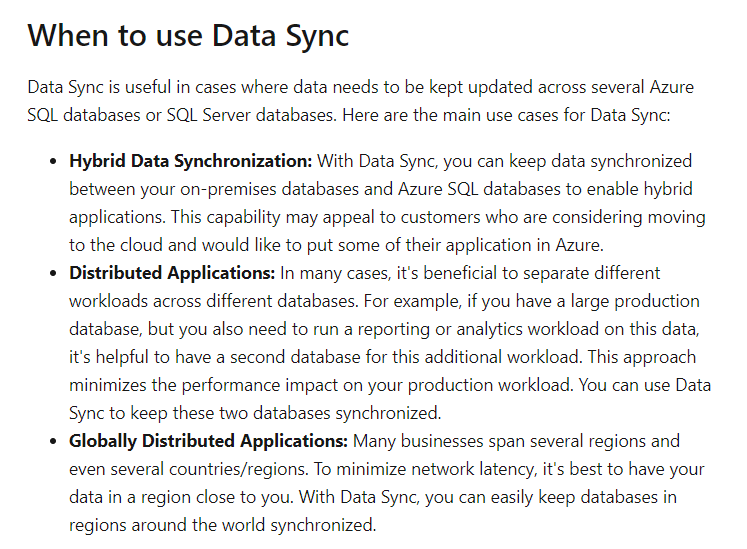 When to use Data Sync
Data Sync is useful in cases where data needs to be kept updated across several Azure
SQL databases or SQL Server databases. Here are the main use cases for Data Sync:
• Hybrid Data Synchronization: With Data Sync, you can keep data synchronized
between your on-premises databases and Azure SQL databases to enable hybrid
applications. This capability may appeal to customers who are considering moving
to the cloud and would like to put some of their application in Azure.
• Distributed Applications: In many cases, it's beneficial to separate different
workloads across different databases. For example, if you have a large production
database, but you also need to run a reporting or analytics workload on this data,
it's helpful to have a second database for this additional workload. This approach
minimizes the performance impact on your production workload. You can use Data
Sync to keep these two databases synchronized.
• Globally Distributed Applications: Many businesses span several regions and
even several countries/regions. To minimize network latency, it's best to have your
data in a region close to you. With Data Sync, you can easily keep databases in
regions around the world synchronized.